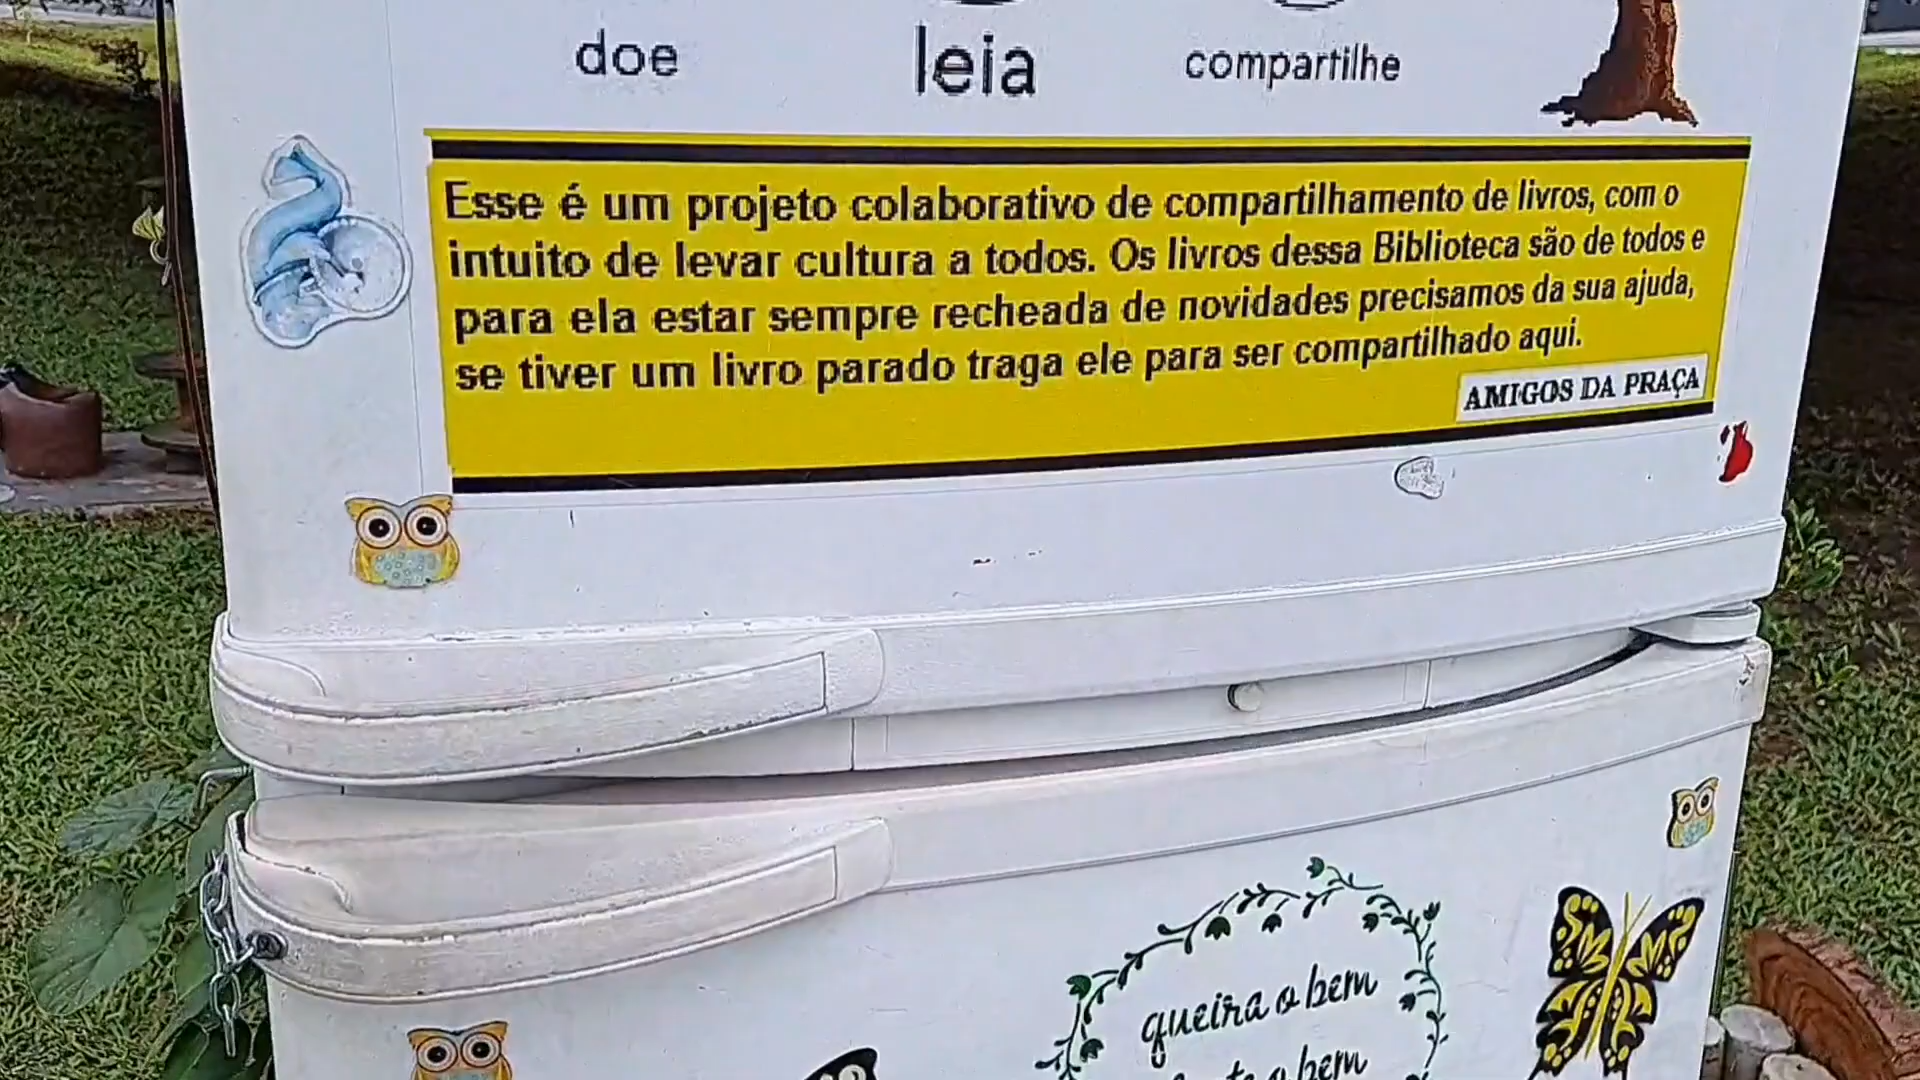 doe leia compartilhe
Esse é um projeto colaborativo de compartilhamento de livros, com o
intuito de levar cultura a todos. Os livros dessa Biblioteca são de todos e
para ela estar sempre recheada de novidades precisamos da sua ajuda,
se tiver um livro parado traga ele para ser compartilhado aqui.
AMIGOS DA PRAÇA
queira o bem
o bem